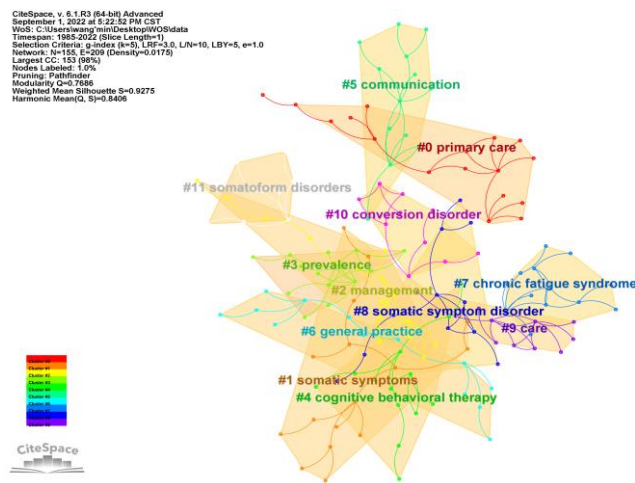 CiteSpace, v. 6.1.R3 (64-bit) Advanced
September 1, 2022 at 5:22:52 PM CST
WoS: C:\Users\wang'min\Desktop\WOS\data
Timespan: 1985-2022 (Slice Length=1)
Selection Criteria: g-index (k=5), LRF=3.0, L/N=10, LBY=5, e=1.0
Network: N=155, E=209 (Density=0.0175)
Largest CC: 153 (98%)
Nodes Labeled: 1.0%
Pruning: Pathfinder
Modularity Q=0.7686
Weighted Mean Silhouette S=0.9275
Harmonic Mean(Q, S)=0.8406
#5 communication
#0 primary care
#11 somatoform disorders
#10 conversion disorder
#3 prevalence
#7 chronic fatigue syndrome
#2 management
#8 somatic symptom disorder
#6 general practice
#9 care
#1 somatic symptoms
#4 cognitive behavioral therapy
CiteSpace